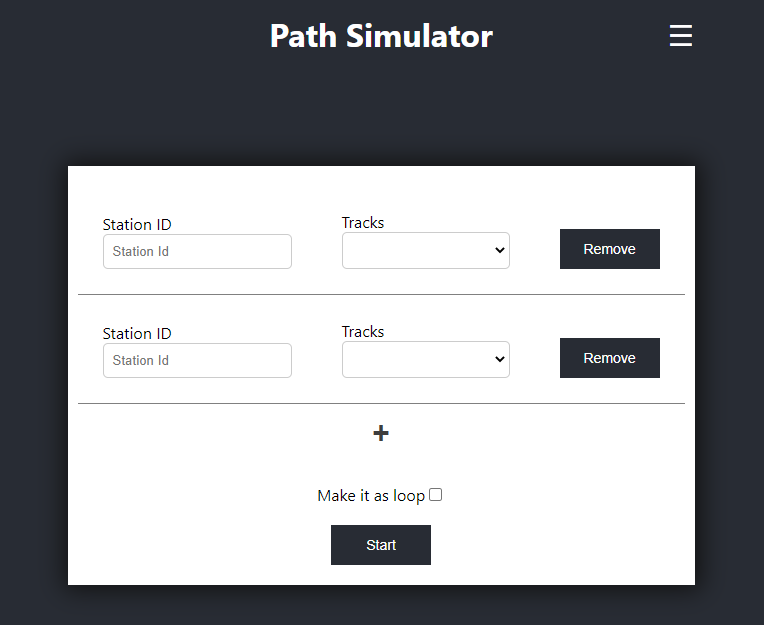 Path Simulator
Station ID
Tracks
Station Id
Remove
Station ID
Tracks
Station Id
Remove
+
Make it as loop
Start